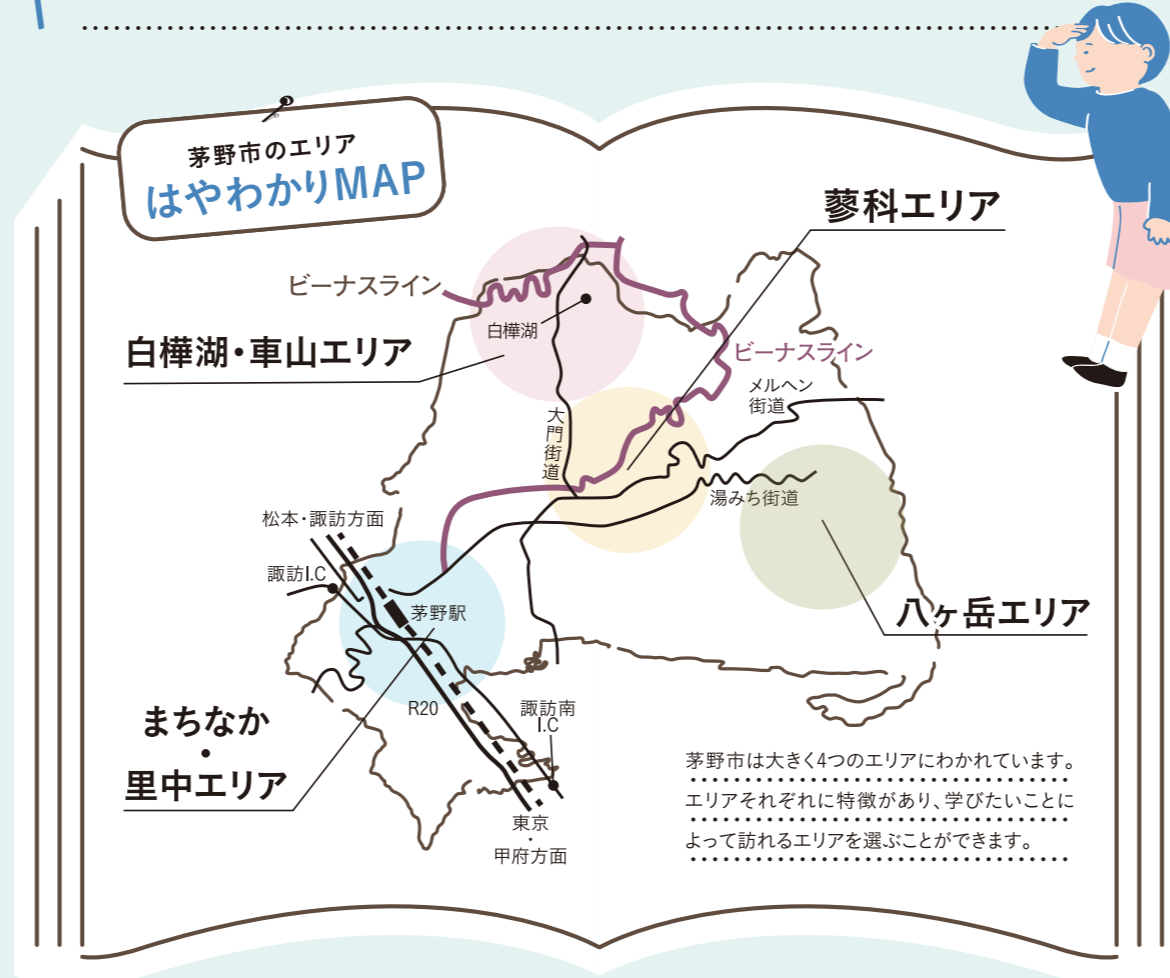 茅野市のエリア
はやわかりMAP
蓼科エリア
ビーナスライン
白樺湖
白樺湖・車山エリア
ビーナスライン
メルヘン
街道
大門街道
湯みち街道
松本・諏訪方面
諏訪I.C
茅野駅
八ヶ岳エリア
R20
諏訪南
I.C
まちなか
・
里中エリア
東京
・
甲府方面
茅野市は大きく4つのエリアにわかれています。
エリアそれぞれに特徴があり、学びたいことに
よって訪れるエリアを選ぶことができます。